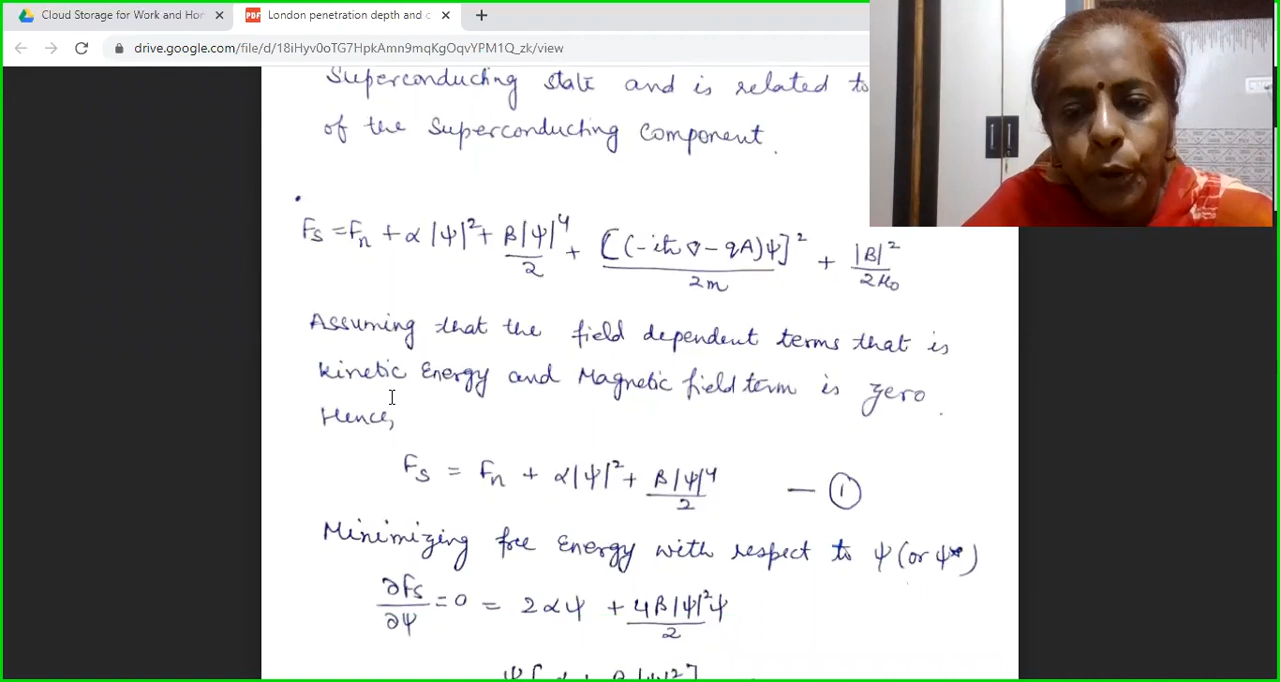 Cloud Storage for Work and Hor
London penetration depth and c
drive.google.com/file/d/18iHyv0oTG7HpkAmn9mqKgOqvYPM1Q_zk/view
Superconducting state and is related to
of the Superconducting Component.
Fs = Fn + α |Ψ|² + β|Ψ|⁴/2 + [(-iħ∇ - qA)Ψ]²/2m + |B|²/2μ₀
Assuming that the field dependent terms that is
Kinetic Energy and Magnetic field term is zero.
Hence,
Fs = Fn + α|Ψ|² + β|Ψ|⁴/2 — ①
Minimizing free Energy with respect to Ψ (or Ψ*)
∂Fs/∂Ψ = 0 = 2αΨ + 4β|Ψ|²Ψ/2